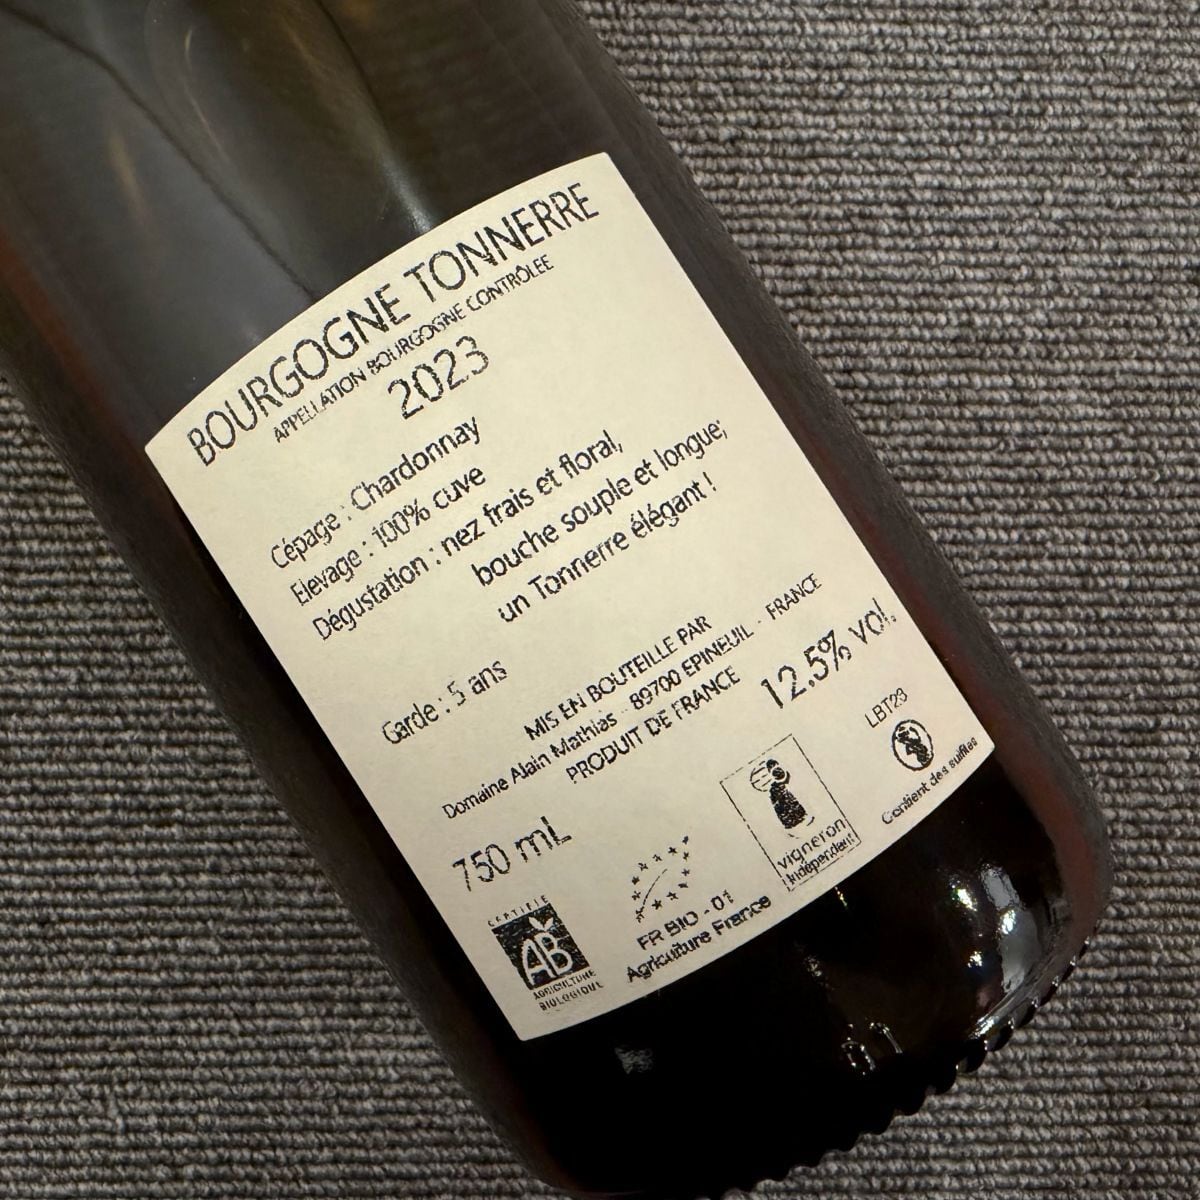 BOURGOGNE TONNERRE
APPELLATION BOURGOGNE CONTRÔLEE
2023
Cépage : Chardonnay
Elevage : 100% cuve
Dégustation : nez frais et floral,
bouche souple et longue;
un Tonnerre élégant !
Garde : 5 ans
MIS EN BOUTEILLE PAR
Domaine Alain Mathias - 89700 EPINEUIL - FRANCE
PRODUIT DE FRANCE
750 mL
12,5% vol.
LBT23
CERTIFIÉ
AB
AGRICULTURE
BIOLOGIQUE
FR BIO - 01
Agriculture France
vigneron
indépendant
Contient des sulfites